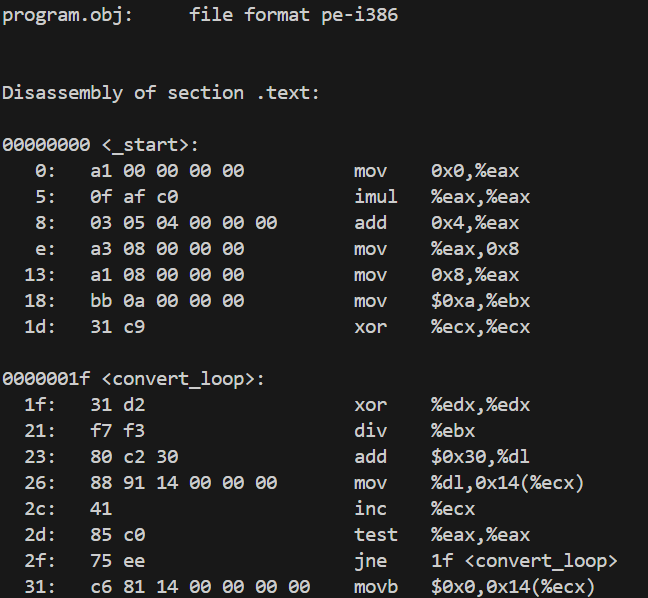 program.obj:     file format pe-i386
Disassembly of section .text:
00000000 <_start>:
   0:   a1 00 00 00 00          mov    0x0,%eax
   5:   0f af c0                imul   %eax,%eax
   8:   03 05 04 00 00 00       add    0x4,%eax
   e:   a3 08 00 00 00          mov    %eax,0x8
  13:   a1 08 00 00 00          mov    0x8,%eax
  18:   bb 0a 00 00 00          mov    $0xa,%ebx
  1d:   31 c9                   xor    %ecx,%ecx
0000001f <convert_loop>:
  1f:   31 d2                   xor    %edx,%edx
  21:   f7 f3                   div    %ebx
  23:   80 c2 30                add    $0x30,%dl
  26:   88 91 14 00 00 00       mov    %dl,0x14(%ecx)
  2c:   41                      inc    %ecx
  2d:   85 c0                   test   %eax,%eax
  2f:   75 ee                   jne    1f <convert_loop>
  31:   c6 81 14 00 00 00 00    movb   $0x0,0x14(%ecx)